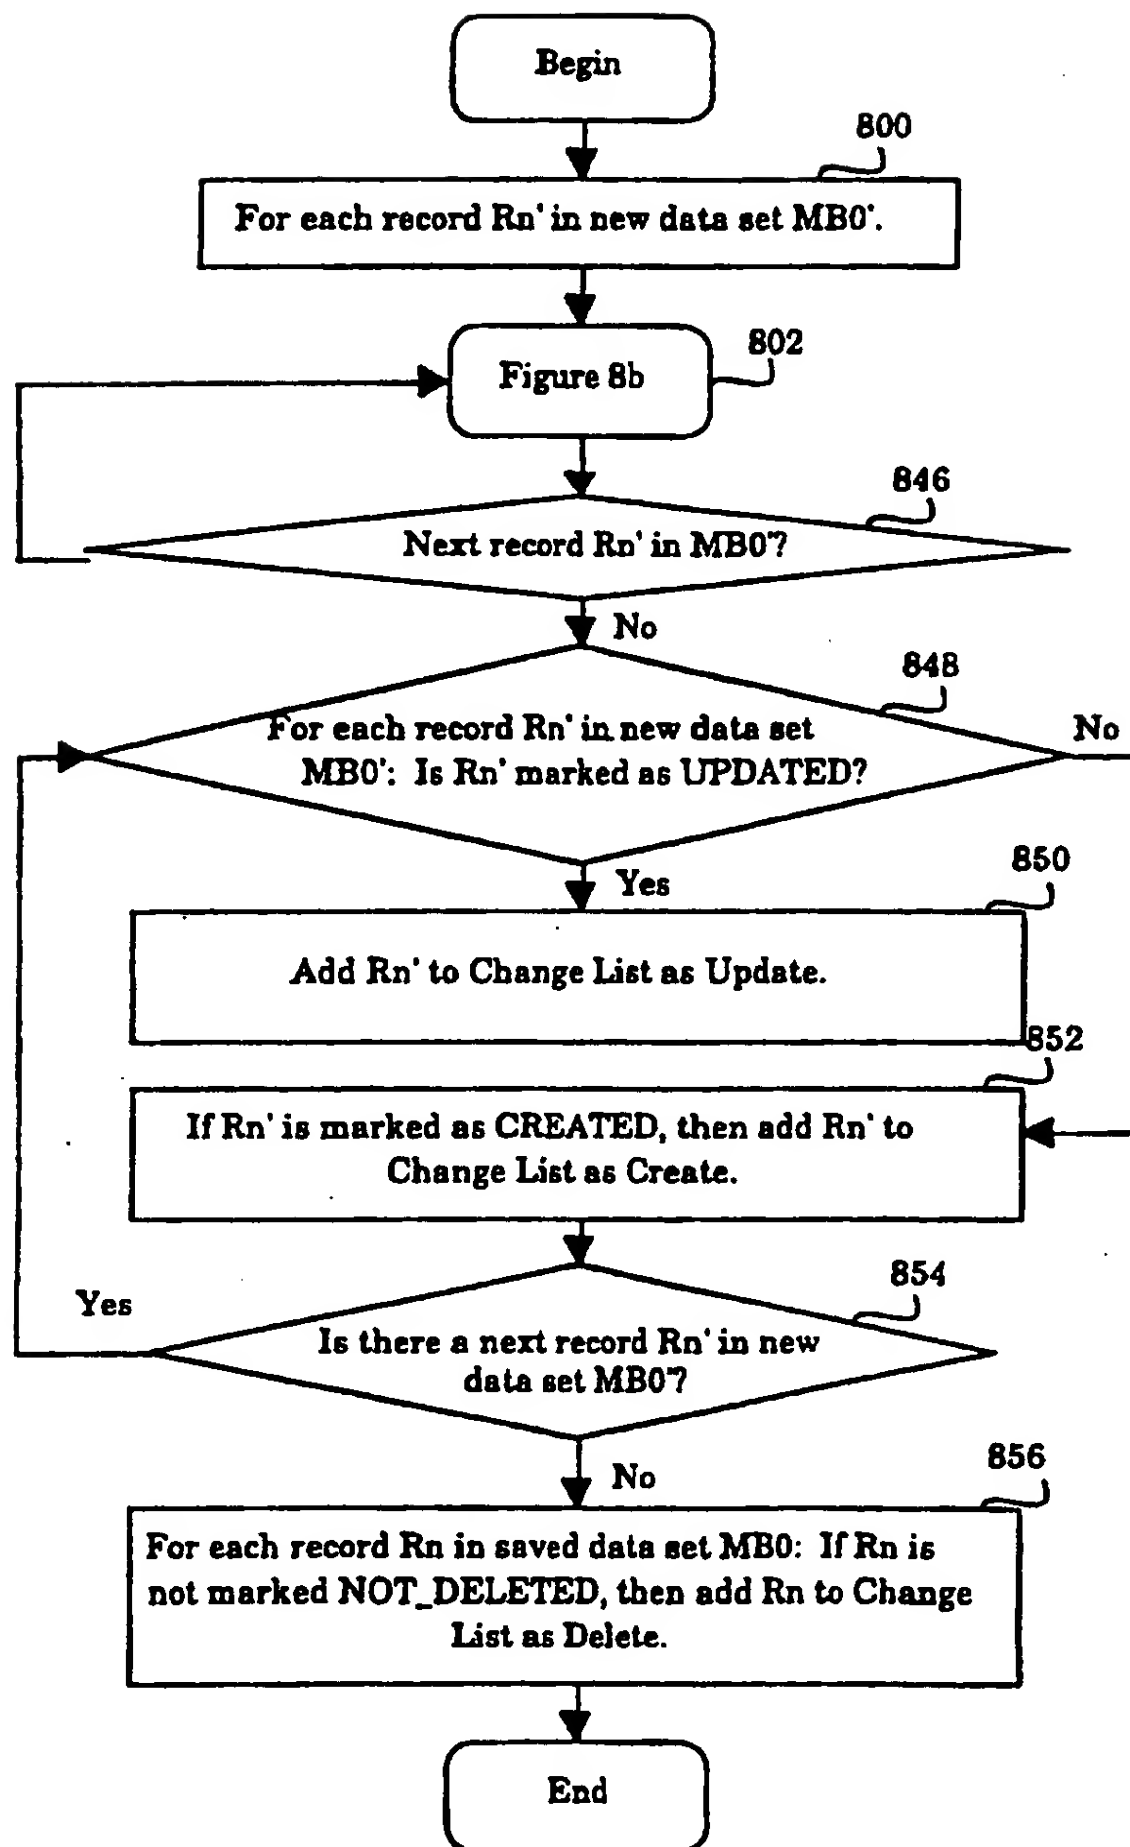 Begin
800
For each record Rn' in new data set MB0'.
802
Figure 8b
846
Next record Rn' in MB0'?
No
848
For each record Rn' in new data set
MB0': Is Rn' marked as UPDATED?
No
Yes
850
Add Rn' to Change List as Update.
852
If Rn' is marked as CREATED, then add Rn' to
Change List as Create.
854
Yes
Is there a next record Rn' in new
data set MB0'?
No
856
For each record Rn in saved data set MB0: If Rn is
not marked NOT_DELETED, then add Rn to Change
List as Delete.
End